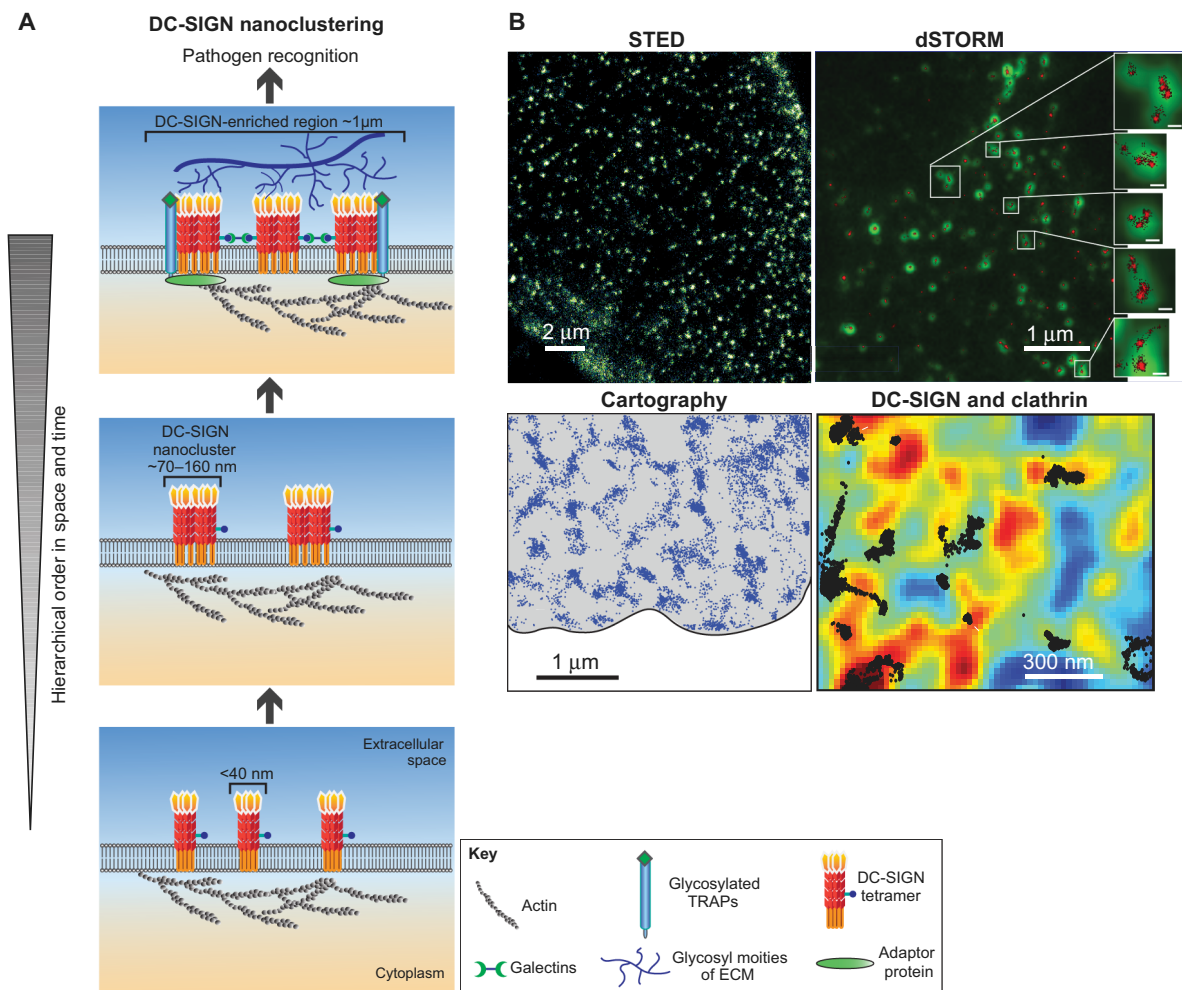 A
DC-SIGN nanoclustering
Pathogen recognition
DC-SIGN-enriched region ~1µm
Hierarchical order in space and time
DC-SIGN
nanocluster
~70–160 nm
Extracellular
space
<40 nm
Cytoplasm
B
STED
dSTORM
2 µm
1 µm
Cartography
DC-SIGN and clathrin
1 µm
300 nm
Key
Actin
Glycosylated
TRAPs
DC-SIGN
tetramer
Galectins
Glycosyl moities
of ECM
Adaptor
protein